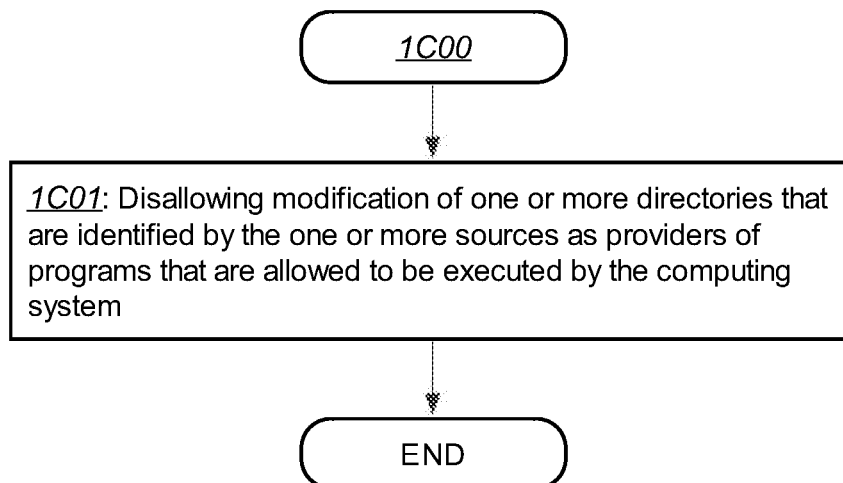 1C00
1C01: Disallowing modification of one or more directories that
are identified by the one or more sources as providers of
programs that are allowed to be executed by the computing
system
END